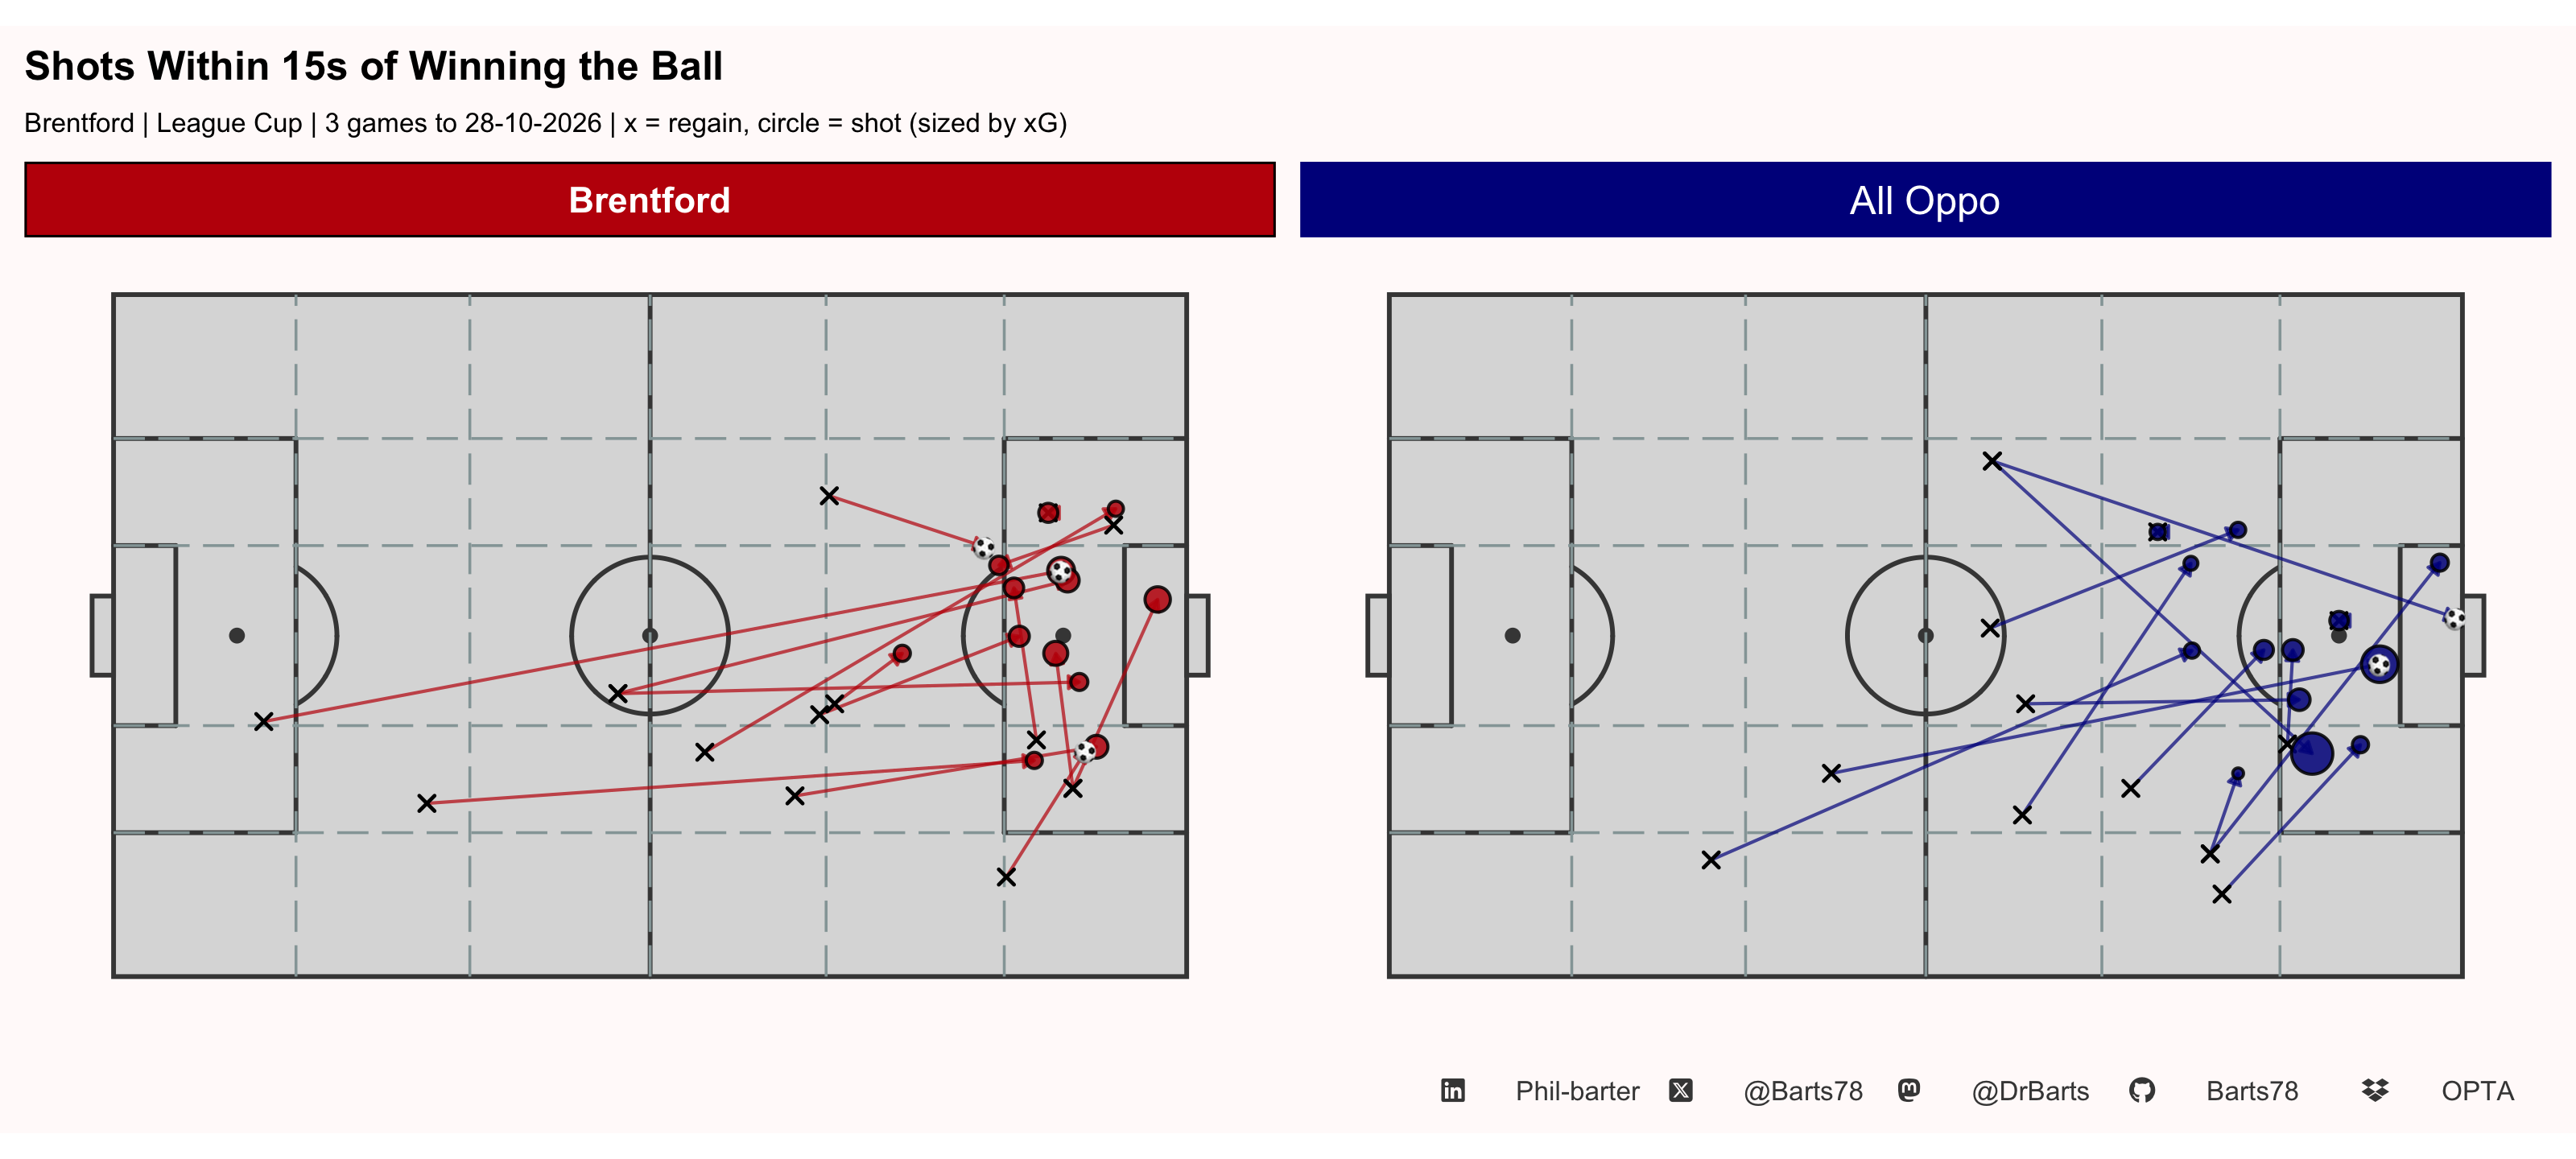 Shots Within 15s of Winning the Ball
Brentford | League Cup | 3 games to 28-10-2026 | x = regain, circle = shot (sized by xG)
Brentford
All Oppo
Phil-barter @Barts78 @DrBarts Barts78 OPTA